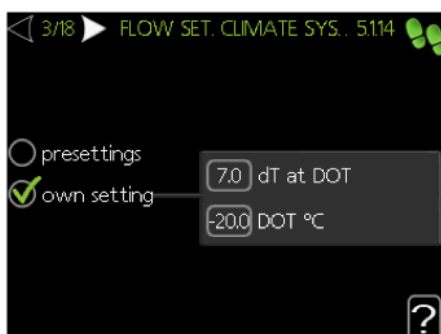 3/18 FLOW SET. CLIMATE SYS.. 5.1.14
presettings
7.0 dT at DOT
own setting
-20.0 DOT °C
?